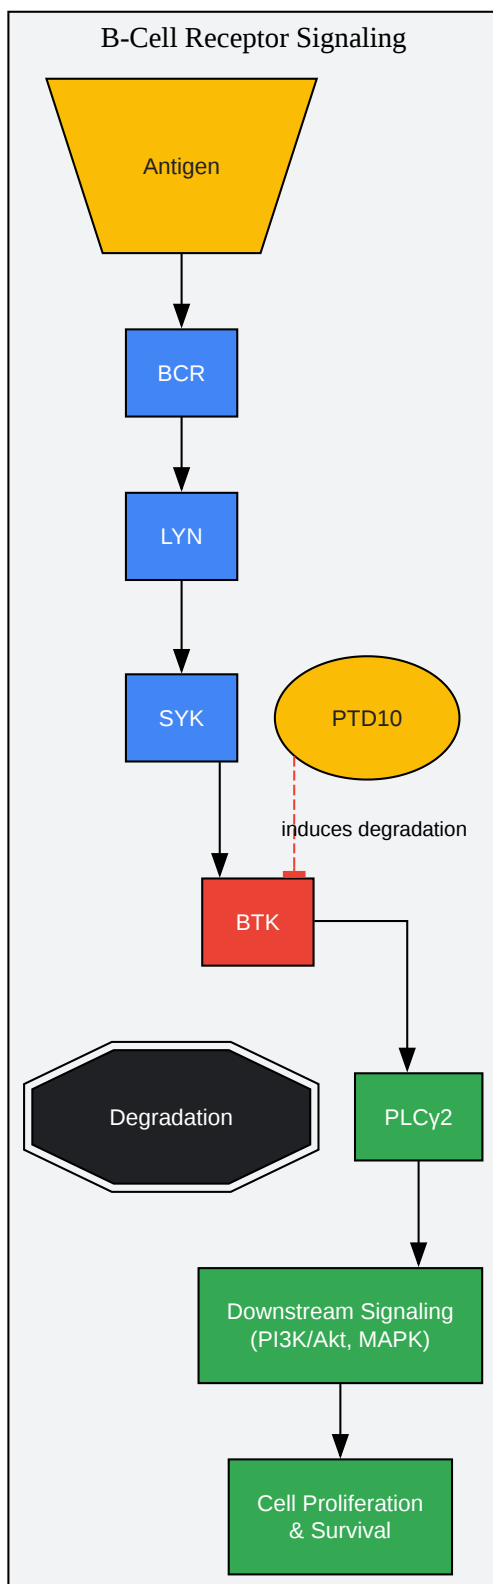 B-Cell Receptor Signaling
Antigen
BCR
LYN
SYK
PTD10
induces degradation
BTK
Degradation
PLCγ2
Downstream Signaling
(PI3K/Akt, MAPK)
Cell Proliferation
& Survival